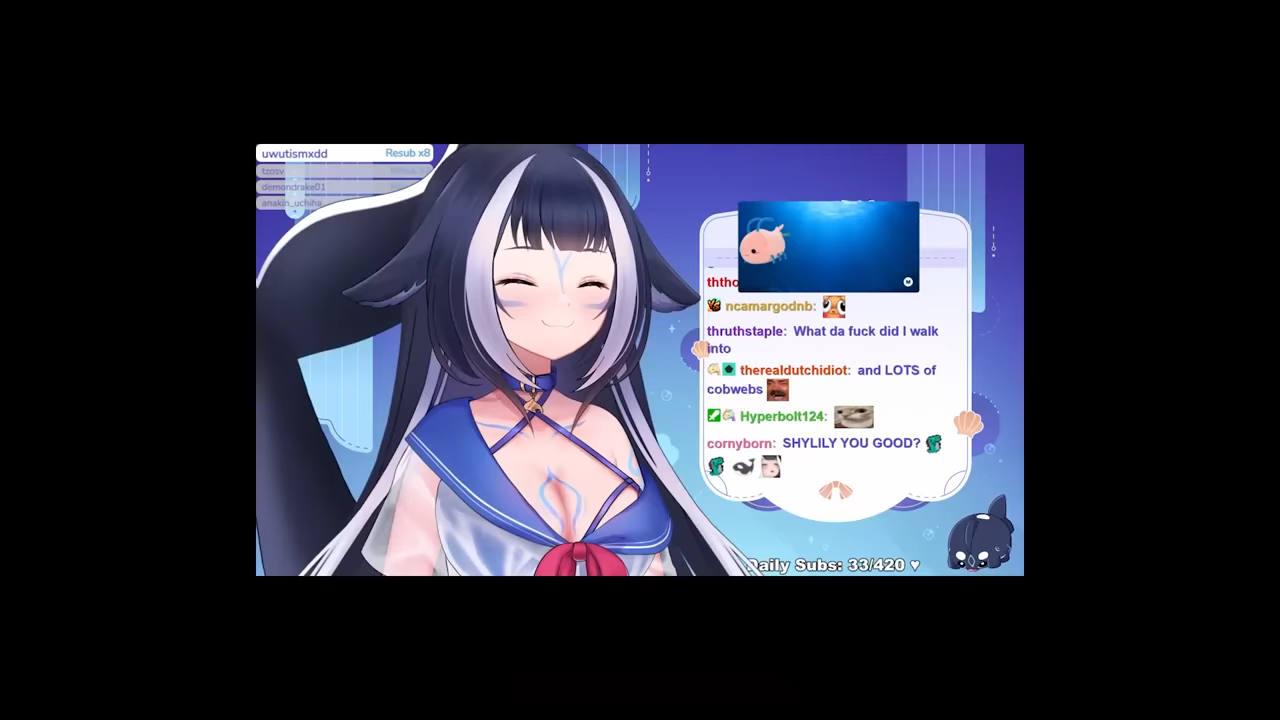 uwutismxdd Resub x8
tzosv
demondrake01
anakin_uchiha
ththo
ncamargodnb:
thruthstaple: What da fuck did I walk
into
therealdutchidiot: and LOTS of
cobwebs
Hyperbolt124:
cornyborn: SHYLILY YOU GOOD?
Daily Subs: 33/420 ♥